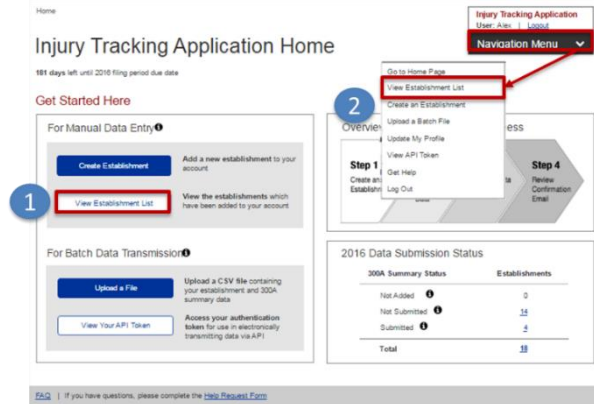 Home
Injury Tracking Application
User: Alex | Logout
Navigation Menu
Injury Tracking Application Home
181 days left until 2016 filing period due date
Go to Home Page
View Establishment List
Create an Establishment
Upload a Batch File
Update My Profile
View API Token
Get Help
Log Out
2
Get Started Here
For Manual Data Entry
Create Establishment
Add a new establishment to your
account
1
View Establishment List
View the establishments which
have been added to your account
For Batch Data Transmission
Upload a File
Upload a CSV file containing
your establishment and 300A
summary data
View Your API Token
Access your authentication
token for use in electronically
transmitting data via API
Step 1
Create an
Step 4
Review
Confirmation
Email
2016 Data Submission Status
300A Summary Status Establishments
Not Added 0
Not Submitted 14
Submitted 4
Total 18
FAQ | If you have questions, please complete the Help Request Form